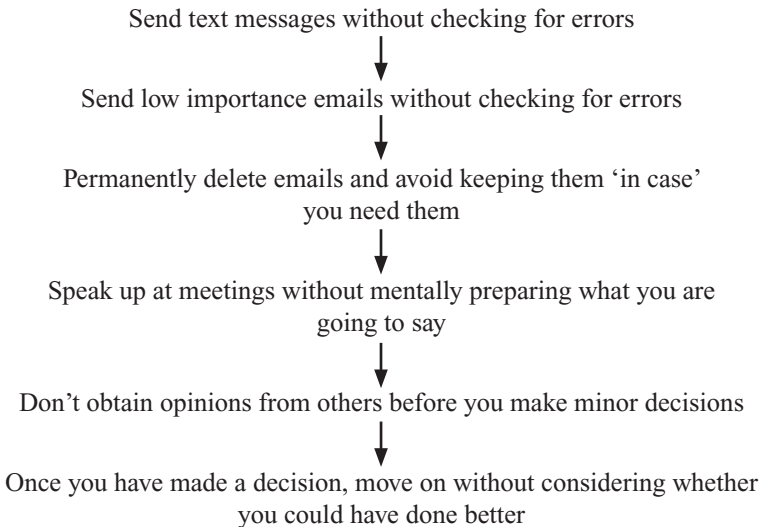 Send text messages without checking for errors
Send low importance emails without checking for errors
Permanently delete emails and avoid keeping them ‘in case’
you need them
Speak up at meetings without mentally preparing what you are
going to say
Don’t obtain opinions from others before you make minor decisions
Once you have made a decision, move on without considering whether
you could have done better